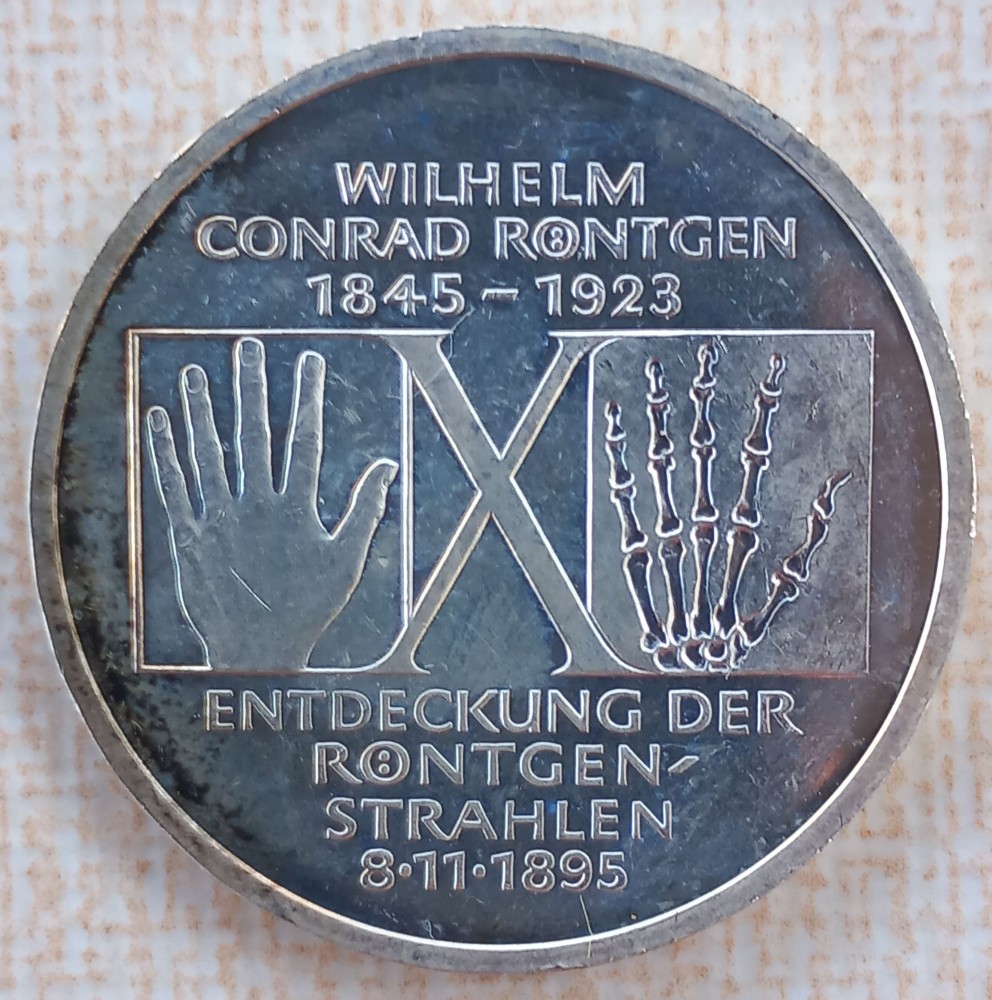 WILHELM
CONRAD RÖNTGEN
1845 – 1923
X
ENTDECKUNG DER
RÖNTGEN-
STRAHLEN
8·11·1895